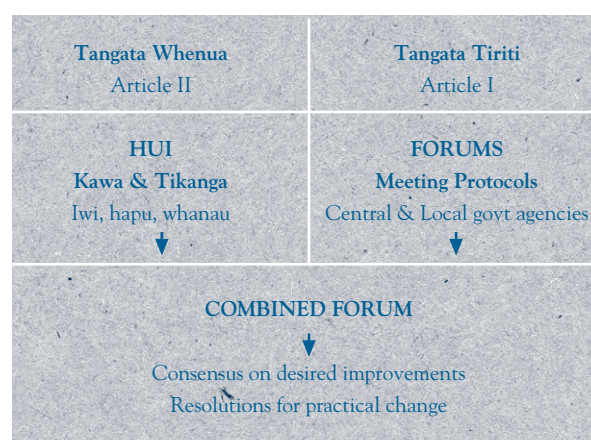 Tangata Whenua
Article II
Tangata Tiriti
Article I
HUI
Kawa & Tikanga
Iwi, hapu, whanau
FORUMS
Meeting Protocols
Central & Local govt agencies
COMBINED FORUM
Consensus on desired improvements
Resolutions for practical change